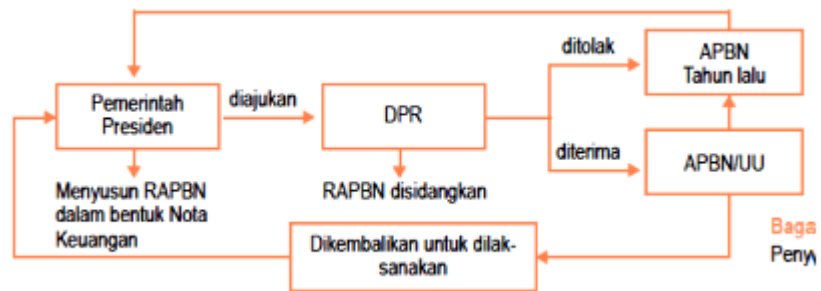 ditolak
APBN
Tahun lalu
Pemerintah
Presiden
diajukan
DPR
diterima
APBN/UU
Menyusun RAPBN
dalam bentuk Nota
Keuangan
RAPBN disidangkan
Dikembalikan untuk dilak-
sanakan